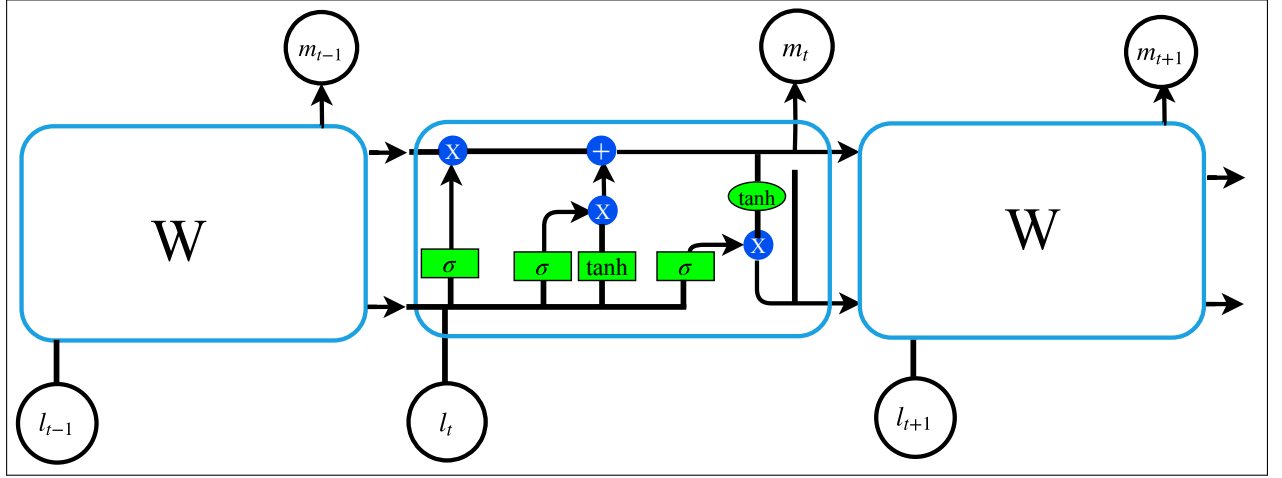 m_{t−1}
m_t
m_{t+1}
X
+
tanh
X
W
X
W
σ
σ
tanh
σ
l_{t−1}
l_t
l_{t+1}